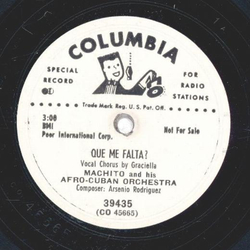 COLUMBIA
SPECIAL RECORD
FOR RADIO STATIONS
Trade Mark Reg. U.S. Pat. Off.
3:08
BMI
Peer International Corp.
Not For Sale
QUE ME FALTA?
Vocal Chorus by Graciella
MACHITO and his
AFRO-CUBAN ORCHESTRA
Composer: Arsenio Rodriguez
39435
(CO 45665)